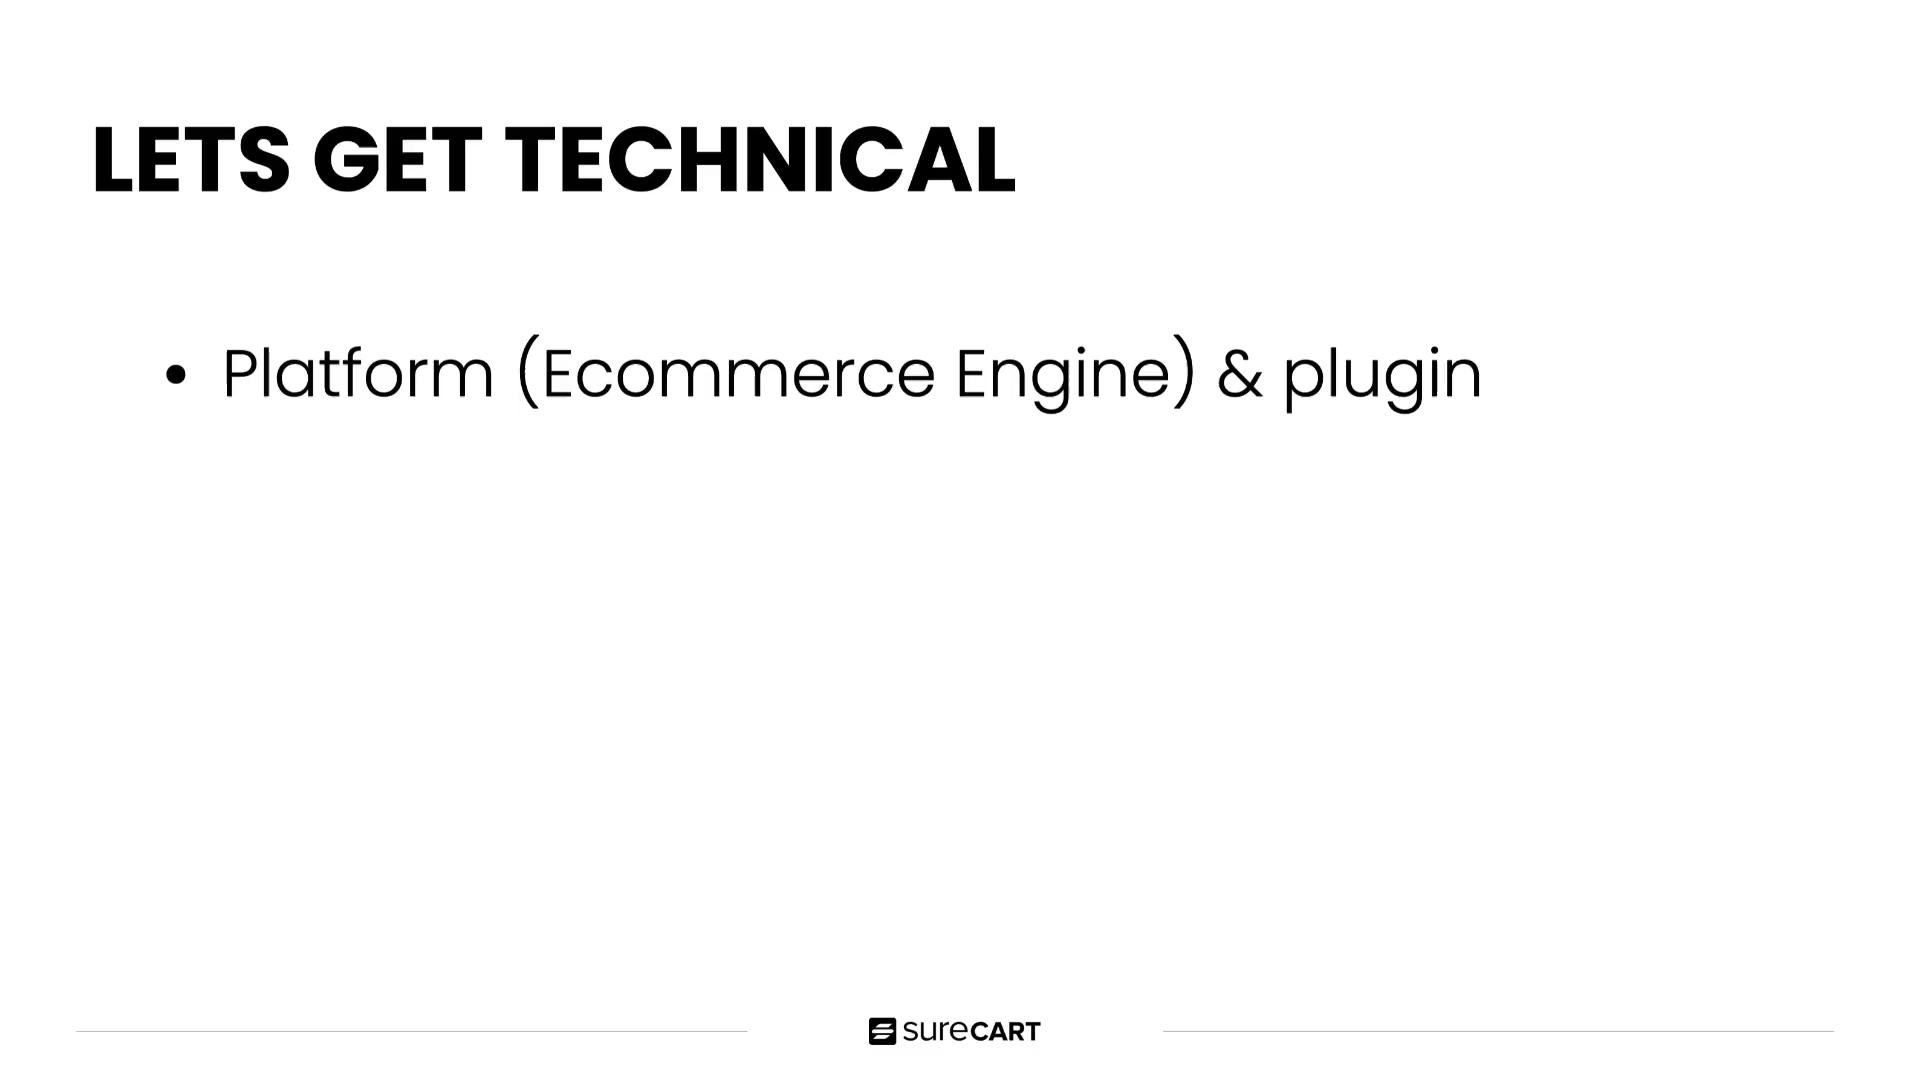 LETS GET TECHNICAL
• Platform (Ecommerce Engine) & plugin
sureCART